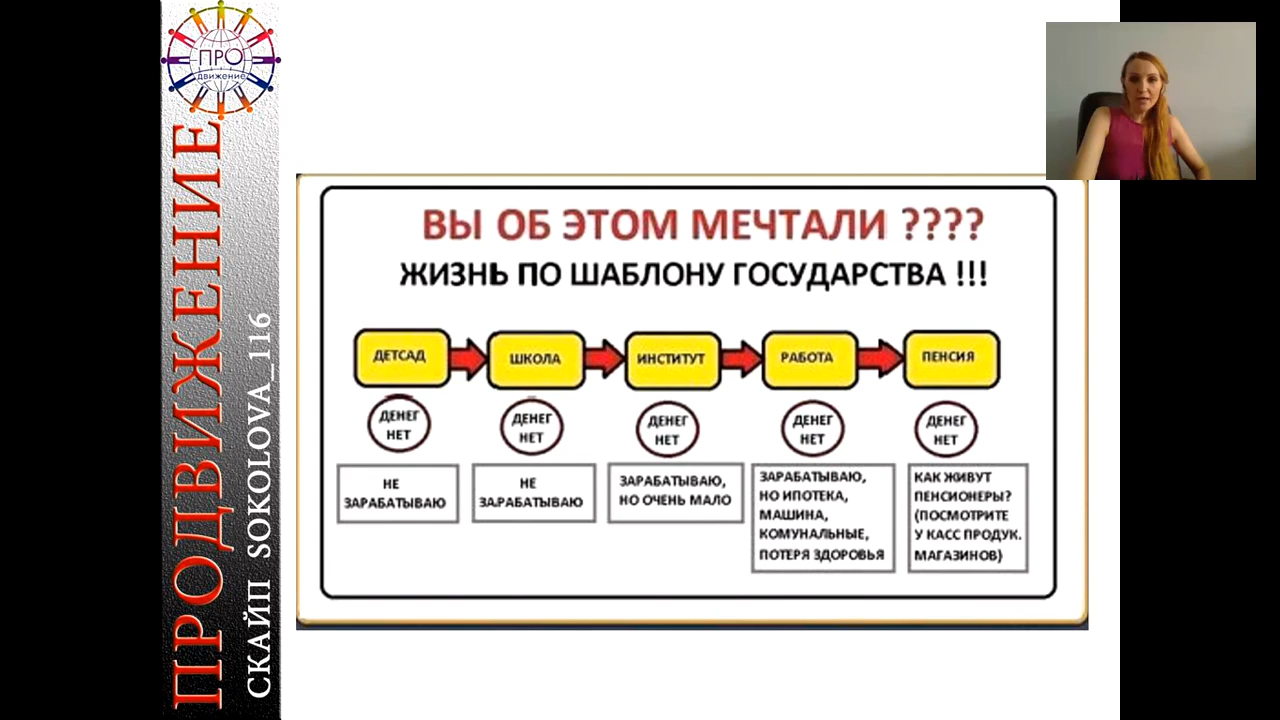 ПРО
движение
ПРОДВИЖЕНИЕ
СКАЙП SOKOLOVA_116
ВЫ ОБ ЭТОМ МЕЧТАЛИ ????
ЖИЗНЬ ПО ШАБЛОНУ ГОСУДАРСТВА !!!
ДЕТСАД
ШКОЛА
ИНСТИТУТ
РАБОТА
ПЕНСИЯ
ДЕНЕГ
НЕТ
ДЕНЕГ
НЕТ
ДЕНЕГ
НЕТ
ДЕНЕГ
НЕТ
ДЕНЕГ
НЕТ
НЕ
ЗАРАБАТЫВАЮ
НЕ
ЗАРАБАТЫВАЮ
ЗАРАБАТЫВАЮ,
НО ОЧЕНЬ МАЛО
ЗАРАБАТЫВАЮ,
НО ИПОТЕКА,
МАШИНА,
КОМУНАЛЬНЫЕ,
ПОТЕРЯ ЗДОРОВЬЯ
КАК ЖИВУТ
ПЕНСИОНЕРЫ?
(ПОСМОТРИТЕ
У КАСС ПРОДУК.
МАГАЗИНОВ)